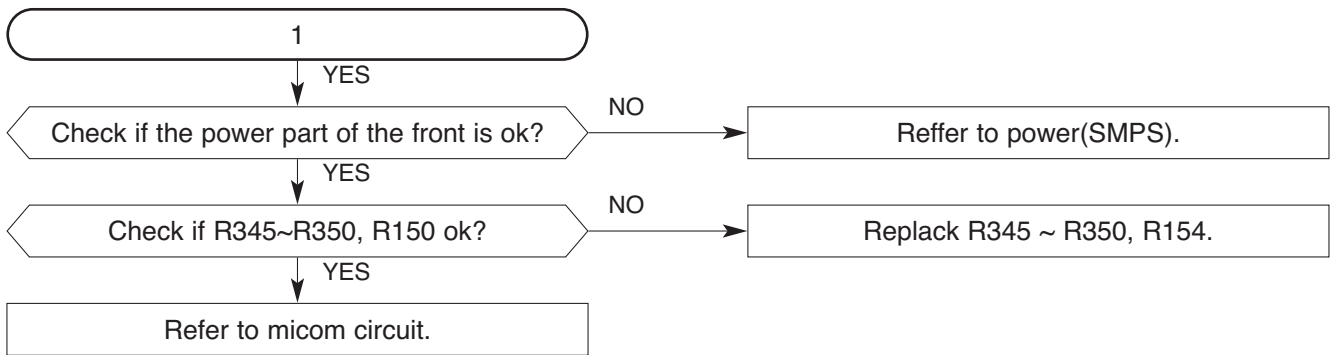 1
YES
Check if the power part of the front is ok?
NO
Reffer to power(SMPS).
YES
Check if R345~R350, R150 ok?
NO
Replack R345 ~ R350, R154.
YES
Refer to micom circuit.